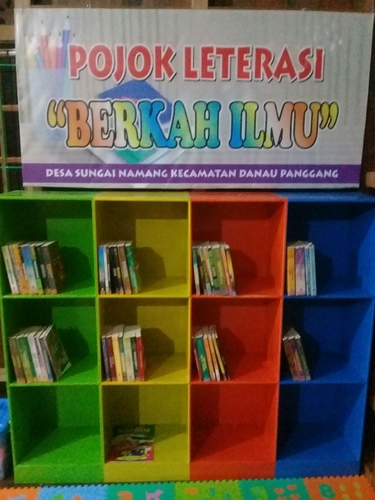 POJOK LETERASI
"BERKAH ILMU"
DESA SUNGAI NAMANG KECAMATAN DANAU PANGGANG